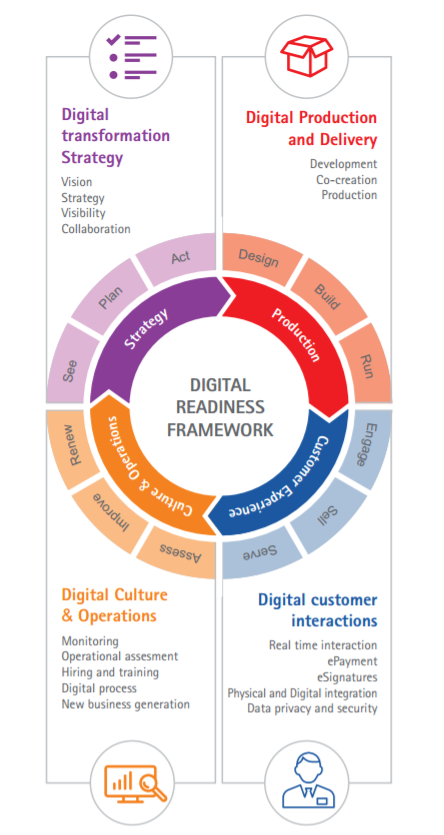 Digital
transformation
Strategy
Vision
Strategy
Visibility
Collaboration
Digital Production
and Delivery
Development
Co-creation
Production
See
Plan
Act
Design
Build
Run
Strategy
Production
DIGITAL
READINESS
FRAMEWORK
Culture & Operations
Customer Experience
Renew
Improve
Assess
Engage
Sell
Serve
Digital Culture
& Operations
Monitoring
Operational assesment
Hiring and training
Digital process
New business generation
Digital customer
interactions
Real time interaction
ePayment
eSignatures
Physical and Digital integration
Data privacy and security